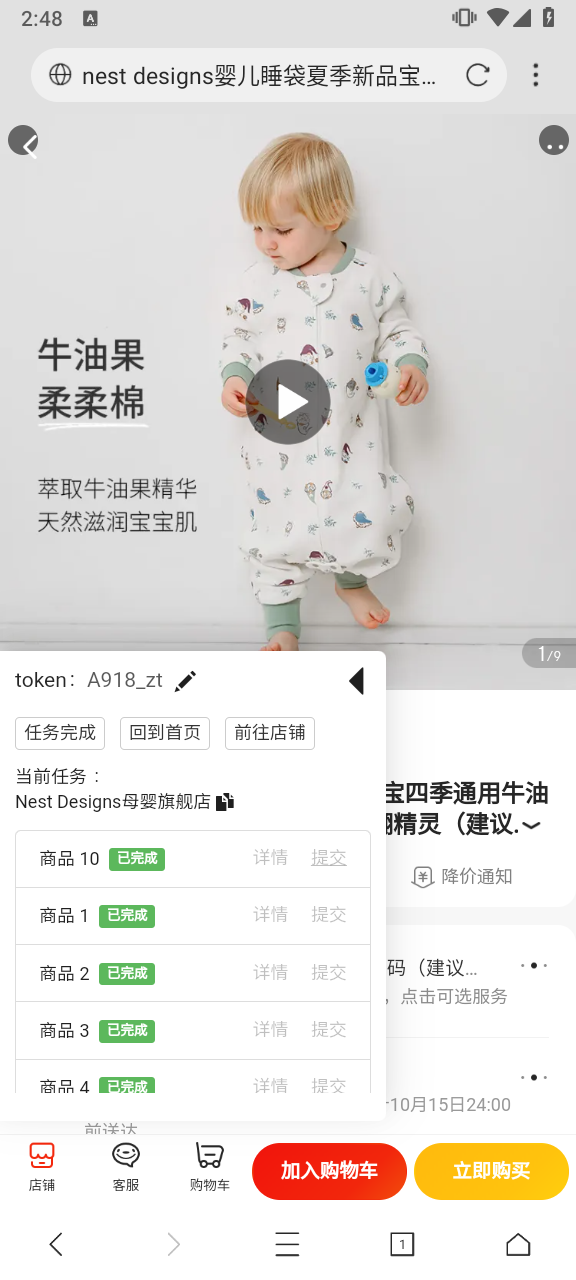 2:48
A
nest designs婴儿睡袋夏季新品宝...
牛油果
柔柔棉
萃取牛油果精华
天然滋润宝宝肌
1/9
token: A918_zt
任务完成 回到首页 前往店铺
当前任务：
Nest Designs母婴旗舰店
宝四季通用牛油
精灵（建议.
降价通知
商品 10 已完成 详情 提交
商品 1 已完成 详情 提交
码（建议...
商品 2 已完成 详情 提交
，点击可选服务
商品 3 已完成 详情 提交
商品 4 已完成 详情 提交
10月15日24:00
前送达
店铺 客服 购物车 加入购物车 立即购买
1